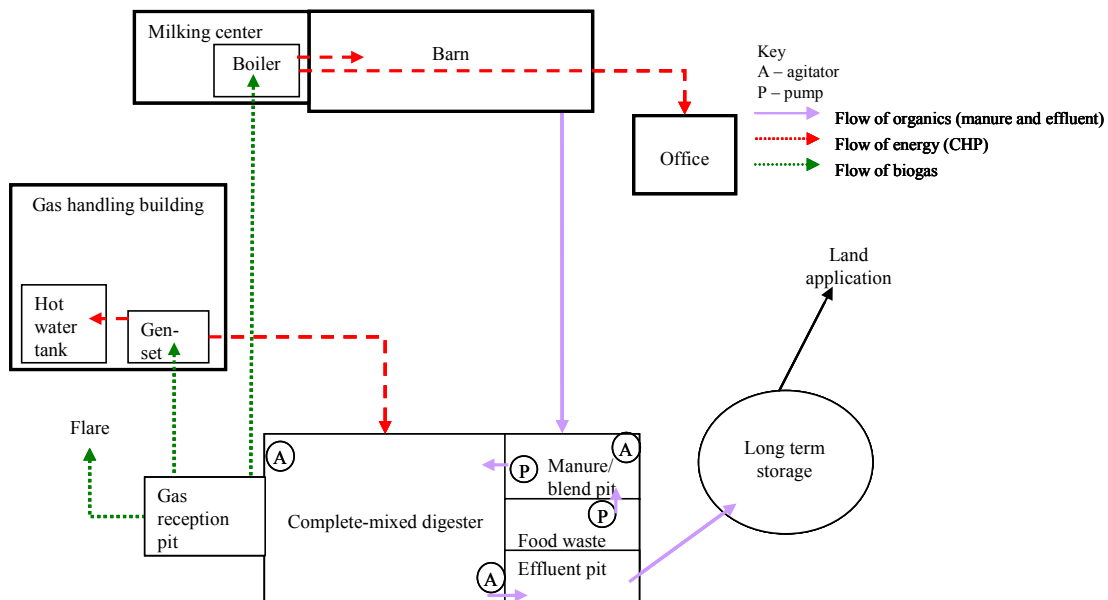 Milking center
Boiler
Barn
Key
A – agitator
P – pump
Flow of organics (manure and effluent)
Flow of energy (CHP)
Flow of biogas
Office
Gas handling building
Hot
water
tank
Gen-
set
Land
application
Flare
Long term
storage
A
A
P
Manure/
blend pit
Gas
reception
pit
Complete-mixed digester
P
Food waste
Effluent pit
A